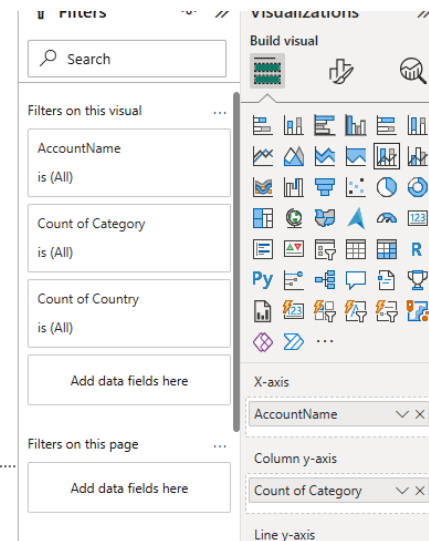 Filters
Search
Filters on this visual
...
AccountName
is (All)
Count of Category
is (All)
Count of Country
is (All)
Add data fields here
Filters on this page
...
Add data fields here
Visualizations
Build visual
123
R
Py
123
...
X-axis
AccountName
Column y-axis
Count of Category
Line y-axis